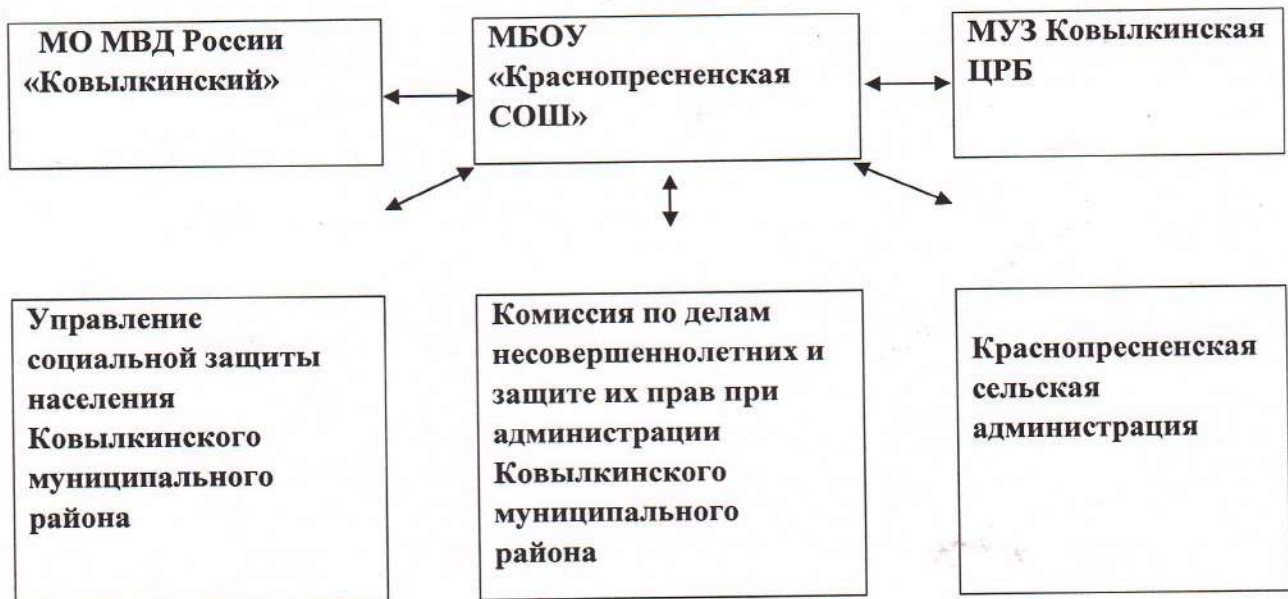 МО МВД России
«Ковылкинский»
МБОУ
«Краснопресненская
СОШ»
МУЗ Ковылкинская
ЦРБ
Управление
социальной защиты
населения
Ковылкинского
муниципального
района
Комиссия по делам
несовершеннолетних и
защите их прав при
администрации
Ковылкинского
муниципального
района
Краснопресненская
сельская
администрация